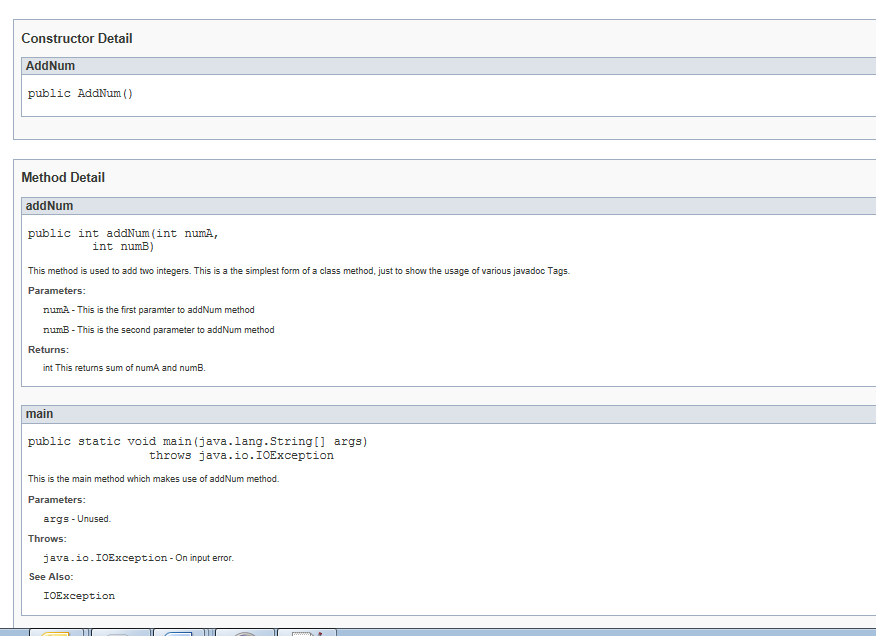 Constructor Detail
AddNum
public AddNum()
Method Detail
addNum
public int addNum(int numA,
int numB)
This method is used to add two integers. This is a the simplest form of a class method, just to show the usage of various javadoc Tags.
Parameters:
numA - This is the first paramter to addNum method
numB - This is the second parameter to addNum method
Returns:
int This returns sum of numA and numB.
main
public static void main(java.lang.String[] args)
throws java.io.IOException
This is the main method which makes use of addNum method.
Parameters:
args - Unused.
Throws:
java.io.IOException - On input error.
See Also:
IOException